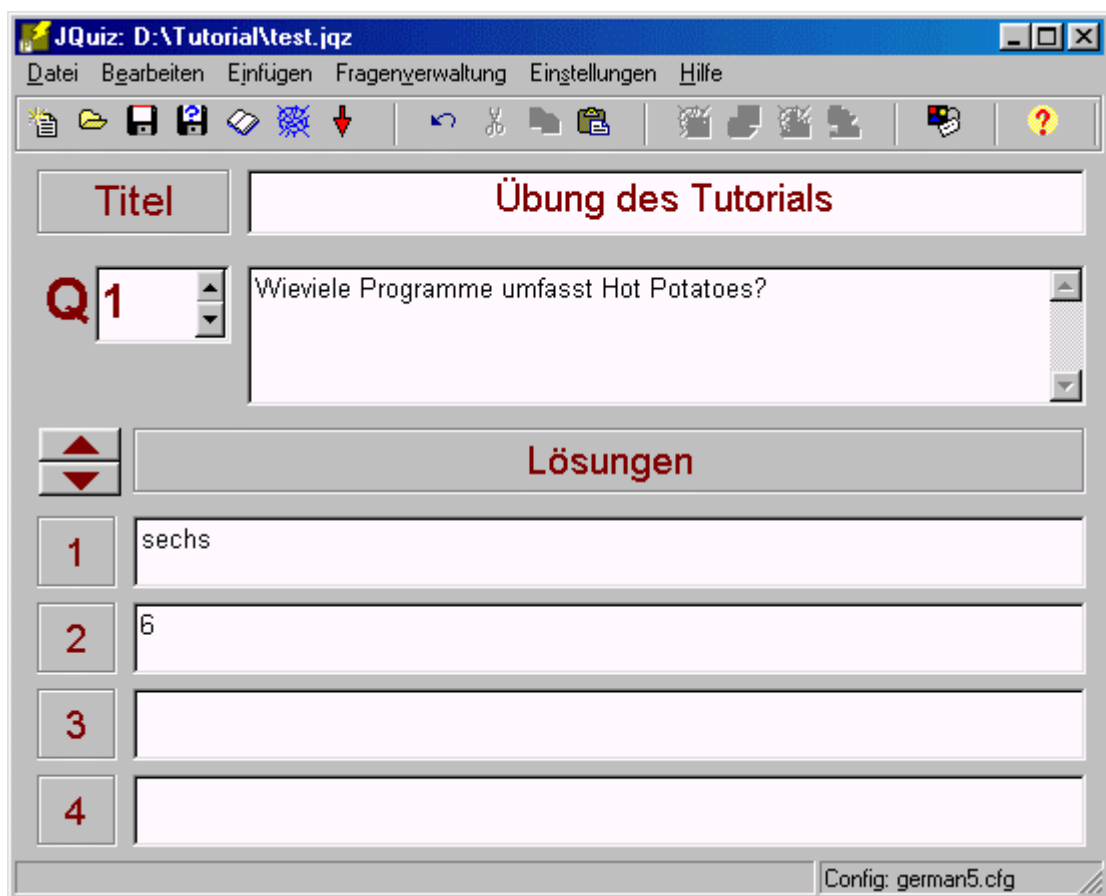 JQuiz: D:\Tutorial\test.jqz
Datei Bearbeiten Einfügen Fragenverwaltung Einstellungen Hilfe
Titel Übung des Tutorials
Q 1 Wieviele Programme umfasst Hot Potatoes?
Lösungen
1 sechs
2 6
3
4
Config: german5.cfg